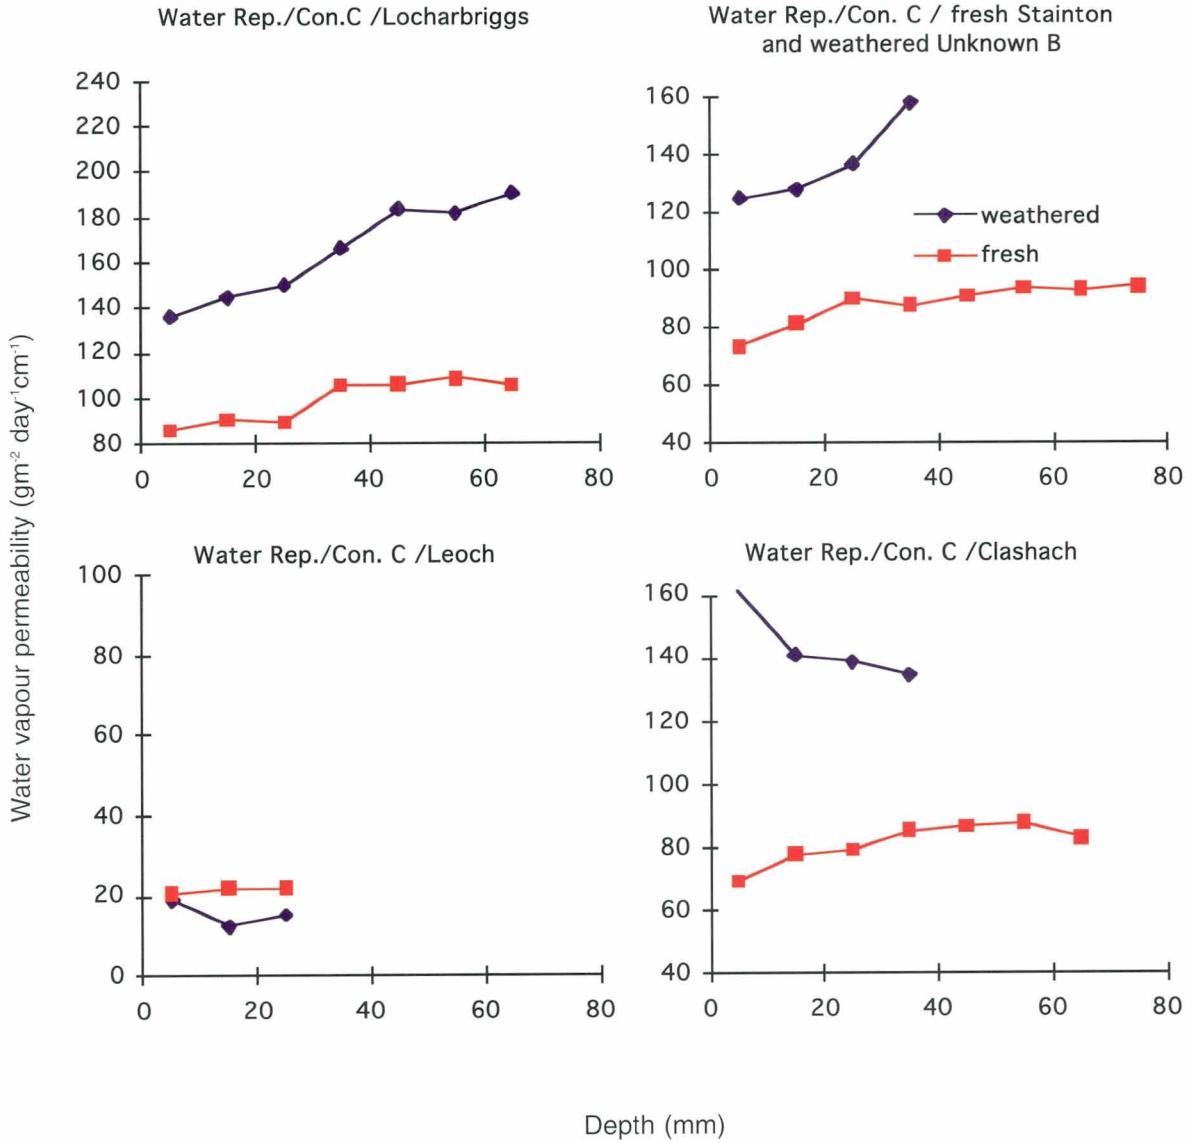 Water Rep./Con.C /Locharbriggs
240
220
200
180
160
140
120
100
80
0 20 40 60 80
Water Rep./Con. C / fresh Stainton
and weathered Unknown B
160
140
120
100
80
60
40
0 20 40 60 80
weathered
fresh
Water vapour permeability (gm⁻² day⁻¹cm⁻¹)
Water Rep./Con. C /Leoch
100
80
60
40
20
0
0 20 40 60 80
Water Rep./Con. C /Clashach
160
140
120
100
80
60
40
0 20 40 60 80
Depth (mm)